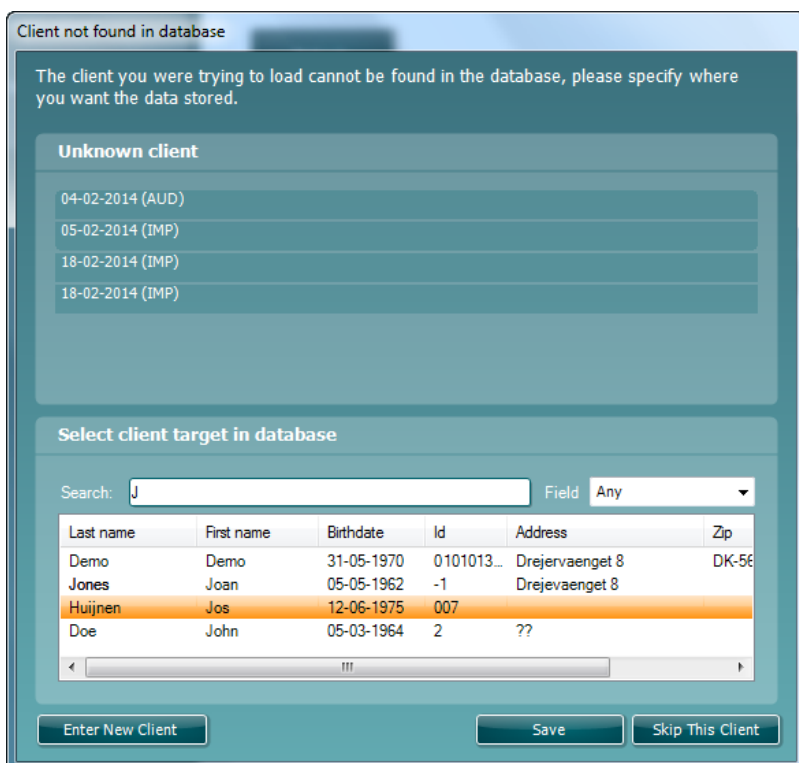 Client not found in database
The client you were trying to load cannot be found in the database, please specify where
you want the data stored.
Unknown client
04-02-2014 (AUD)
05-02-2014 (IMP)
18-02-2014 (IMP)
18-02-2014 (IMP)
Select client target in database
Search: J Field Any
Last name First name Birthdate Id Address Zip
Demo Demo 31-05-1970 0101013... Drejervaenget 8 DK-56
Jones Joan 05-05-1962 -1 Drejevaenget 8
Huijnen Jos 12-06-1975 007
Doe John 05-03-1964 2 ??
Enter New Client Save Skip This Client